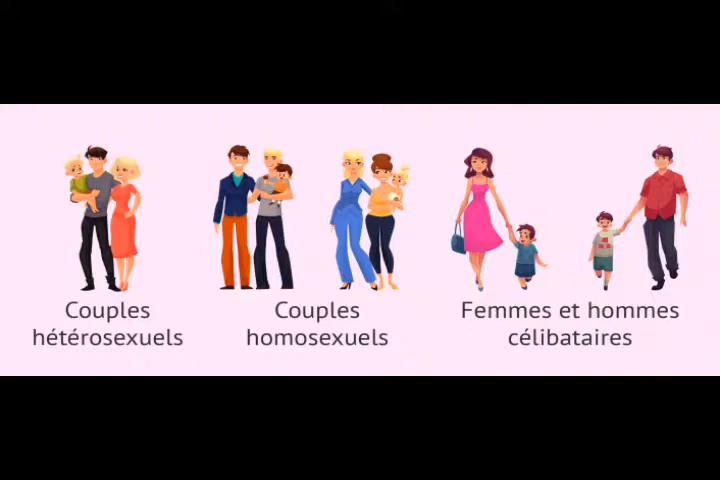 Couples
hétérosexuels
Couples
homosexuels
Femmes et hommes
célibataires